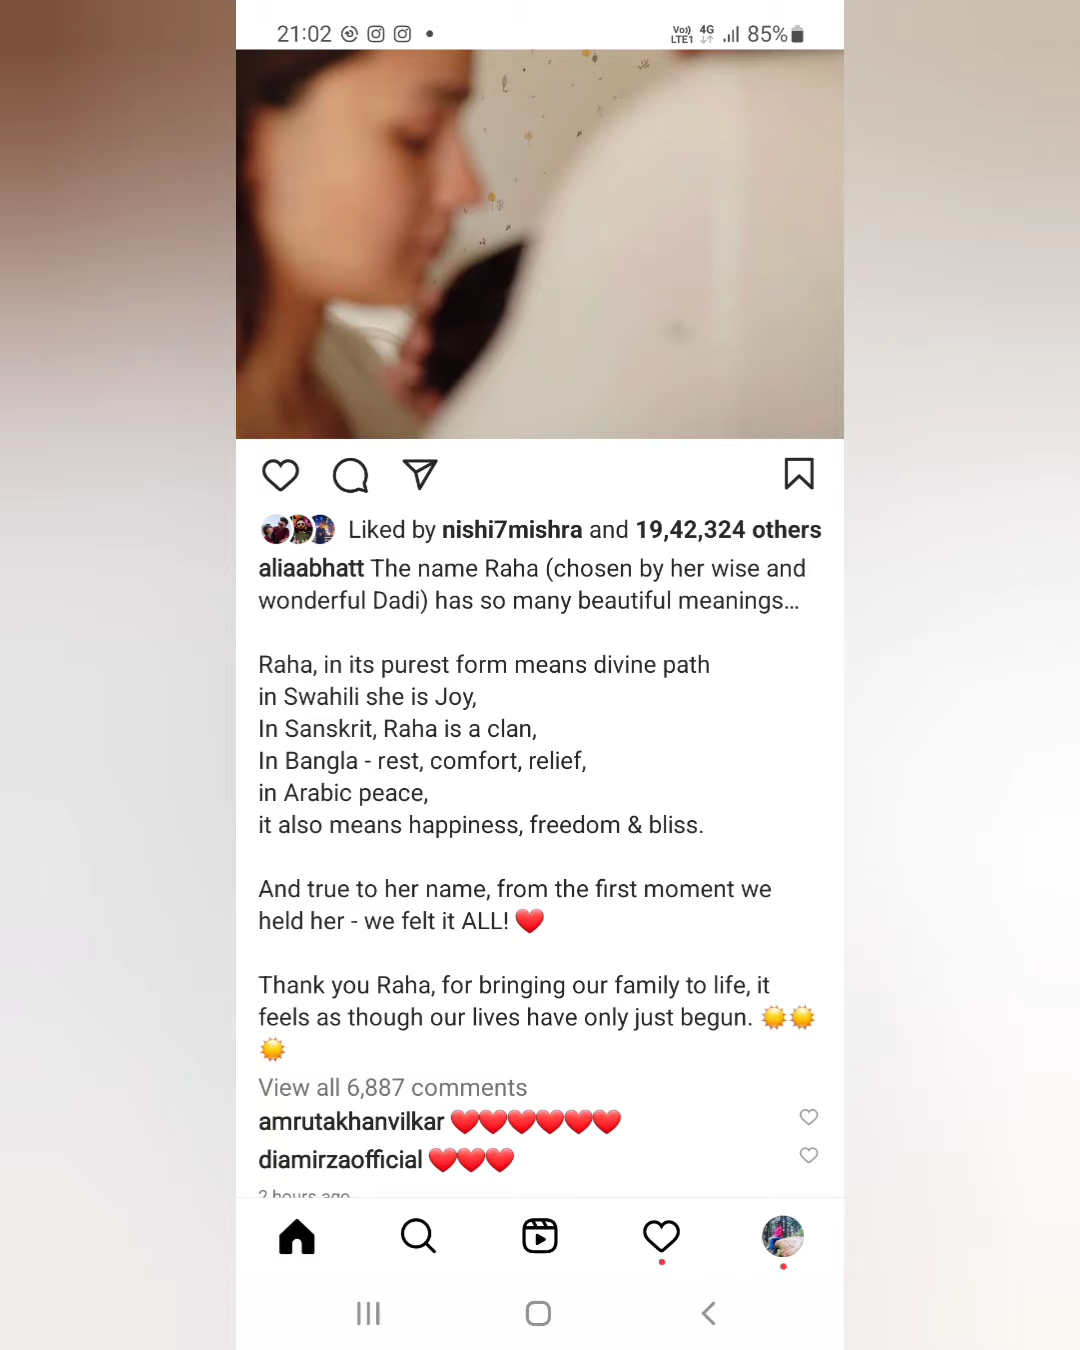 21:02
Vo)) LTE1 4G 85%
Liked by nishi7mishra and 19,42,324 others
aliaabhatt The name Raha (chosen by her wise and
wonderful Dadi) has so many beautiful meanings...
Raha, in its purest form means divine path
in Swahili she is Joy,
In Sanskrit, Raha is a clan,
In Bangla - rest, comfort, relief,
in Arabic peace,
it also means happiness, freedom & bliss.
And true to her name, from the first moment we
held her - we felt it ALL! ❤️
Thank you Raha, for bringing our family to life, it
feels as though our lives have only just begun. ☀️☀️
☀️
View all 6,887 comments
amrutakhanvilkar ❤️❤️❤️❤️❤️❤️
diamirzaofficial ❤️❤️❤️
2 hours ago